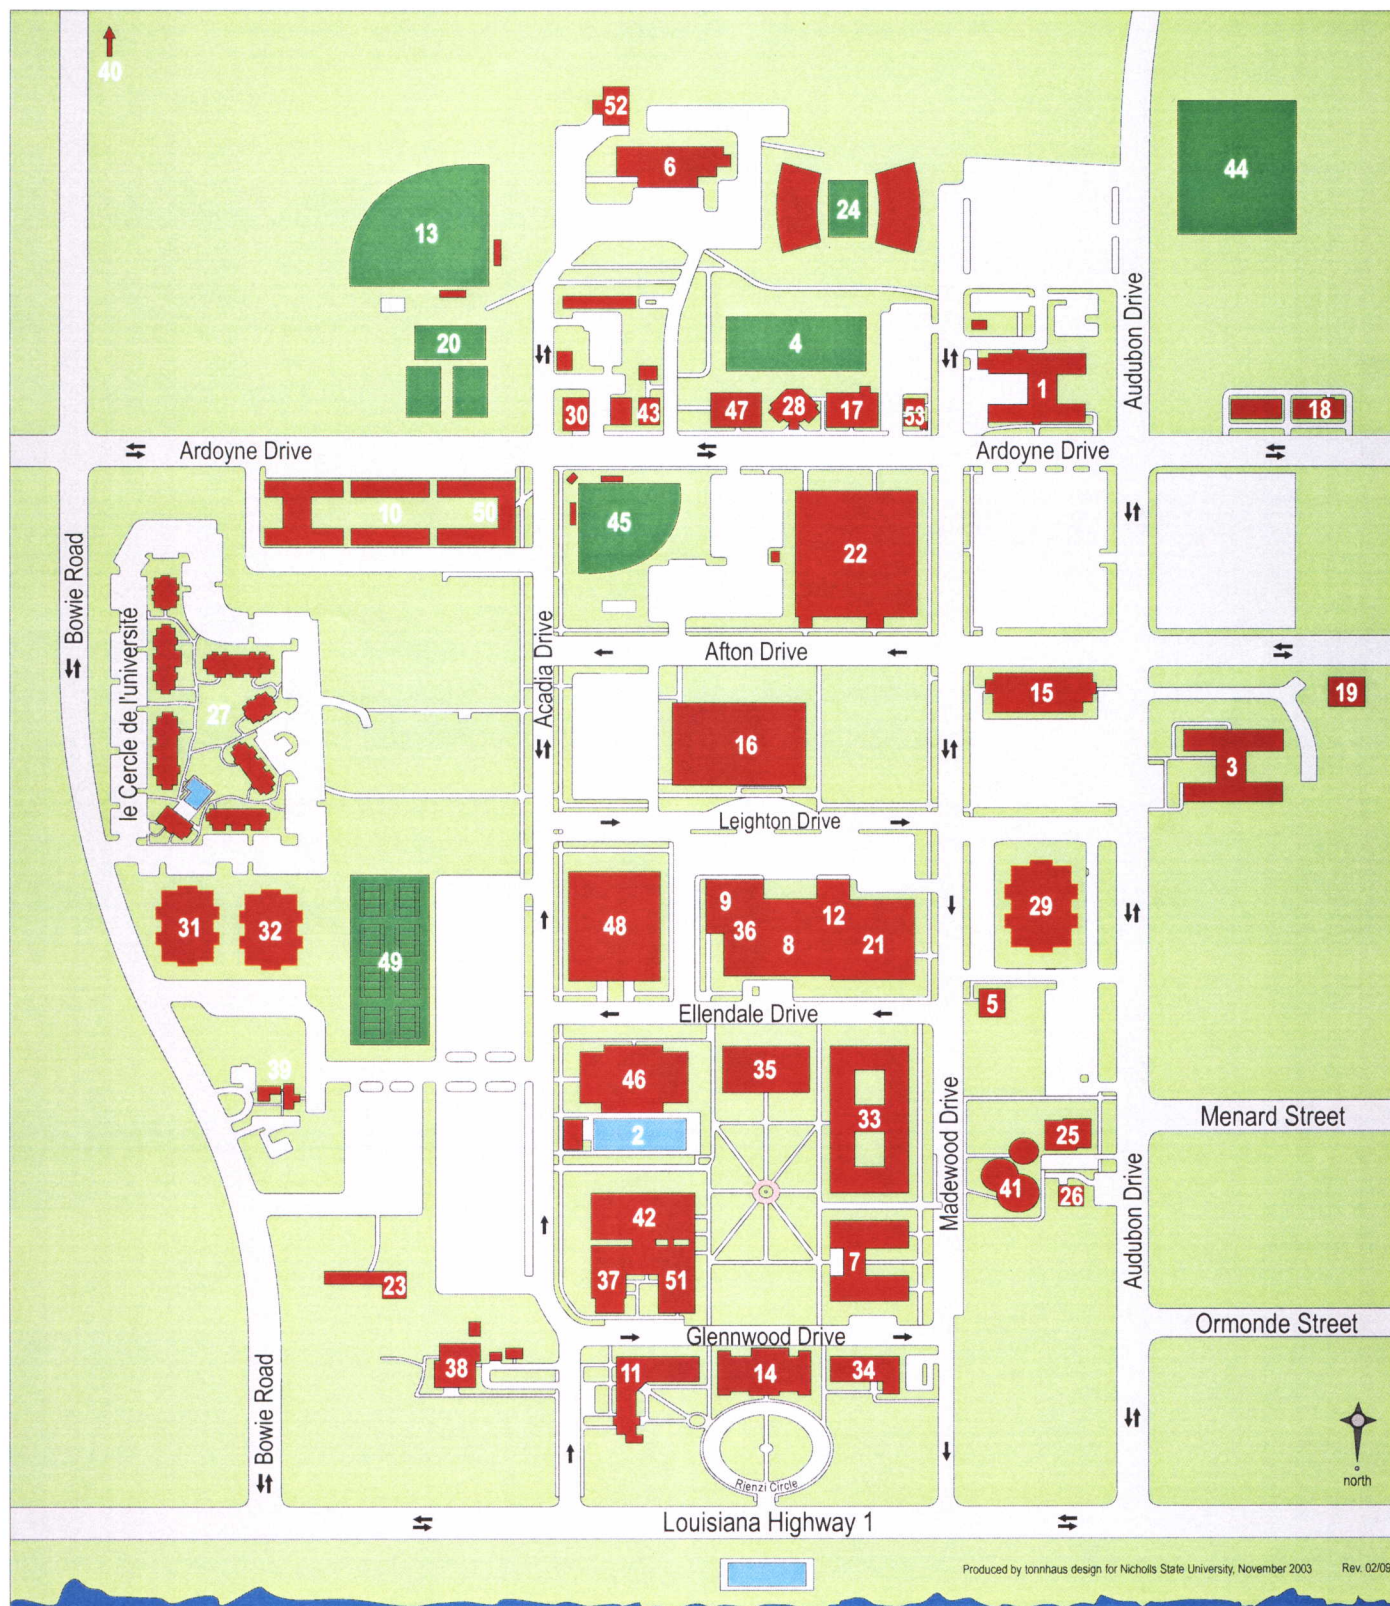 40
52
6
44
13
24
20
4
Audubon Drive
1
30
43
47
28
17
53
18
Ardoyne Drive
Ardoyne Drive
10
50
45
22
Bowie Road
le Cercle de l'université
Acadia Drive
Afton Drive
27
15
19
16
3
Leighton Drive
31
32
49
48
9
36
8
12
21
29
5
Ellendale Drive
39
46
35
33
2
Madewood Drive
Menard Street
25
41
26
Audubon Drive
42
37
51
7
23
Glennwood Drive
Ormonde Street
38
11
14
34
Bowie Road
Rienzi Circle
north
Louisiana Highway 1
Produced by tonnhaus design for Nicholls State University, November 2003 Rev. 02/09